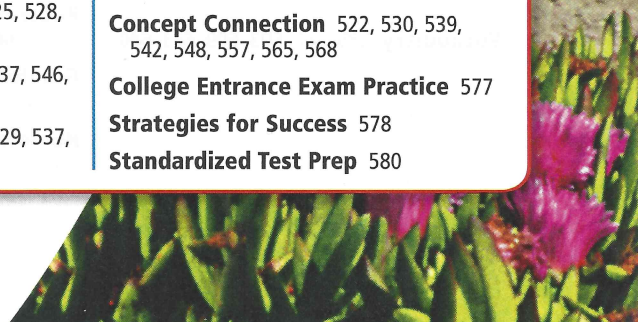 25, 528,
37, 546,
29, 537,
Concept Connection 522, 530, 539,
542, 548, 557, 565, 568
College Entrance Exam Practice 577
Strategies for Success 578
Standardized Test Prep 580